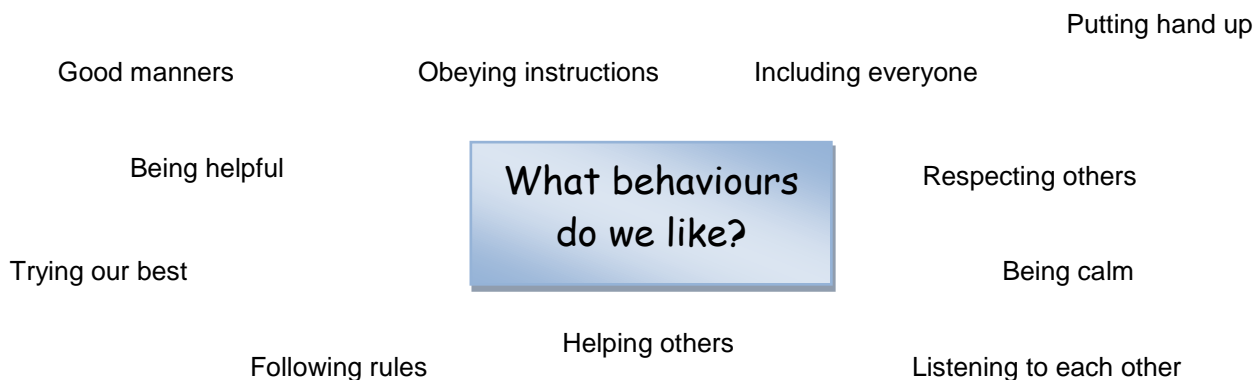 Putting hand up
Good manners
Obeying instructions
Including everyone
Being helpful
What behaviours
do we like?
Respecting others
Trying our best
Being calm
Helping others
Following rules
Listening to each other